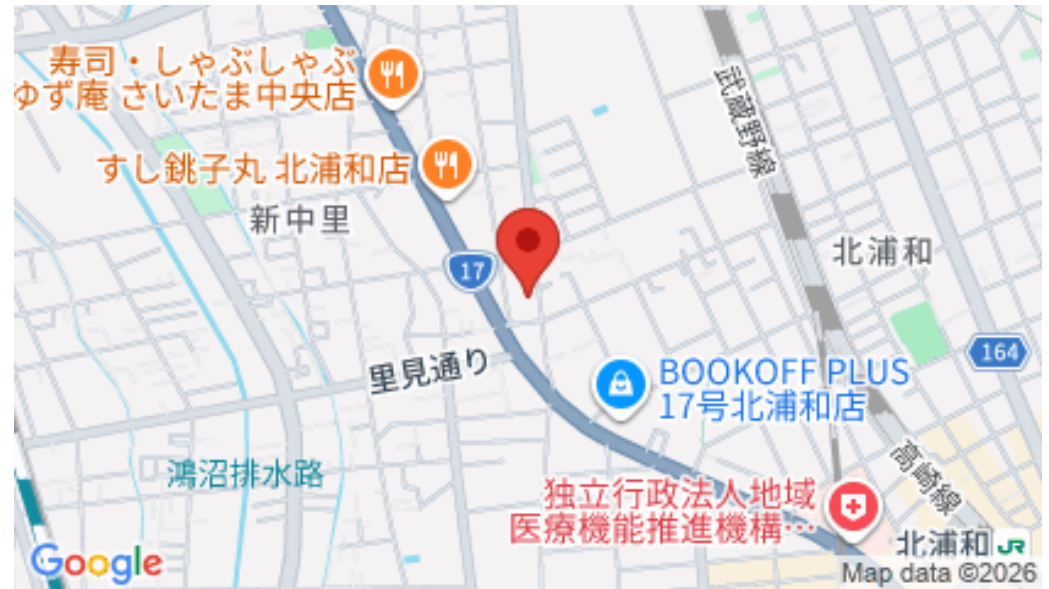 寿司・しゃぶしゃぶ
ゆず庵 さいたま中央店
武蔵野線
すし銚子丸 北浦和店
新中里
北浦和
17
164
里見通り
BOOKOFF PLUS
17号北浦和店
鴻沼排水路
高崎線
独立行政法人地域
医療機能推進機構…
北浦和 JR
Google
Map data ©2026